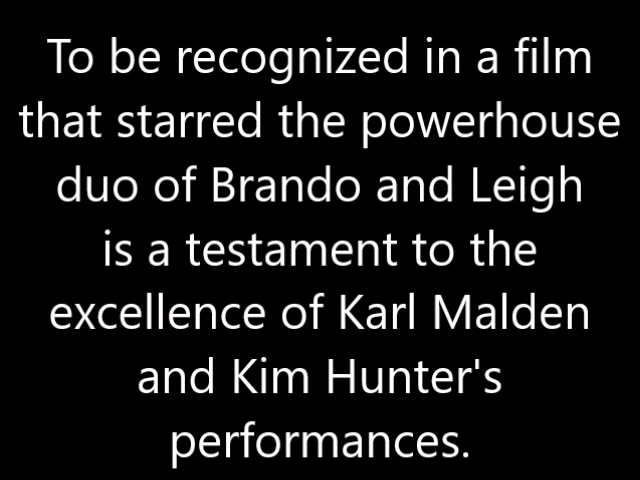 To be recognized in a film
that starred the powerhouse
duo of Brando and Leigh
is a testament to the
excellence of Karl Malden
and Kim Hunter's
performances.